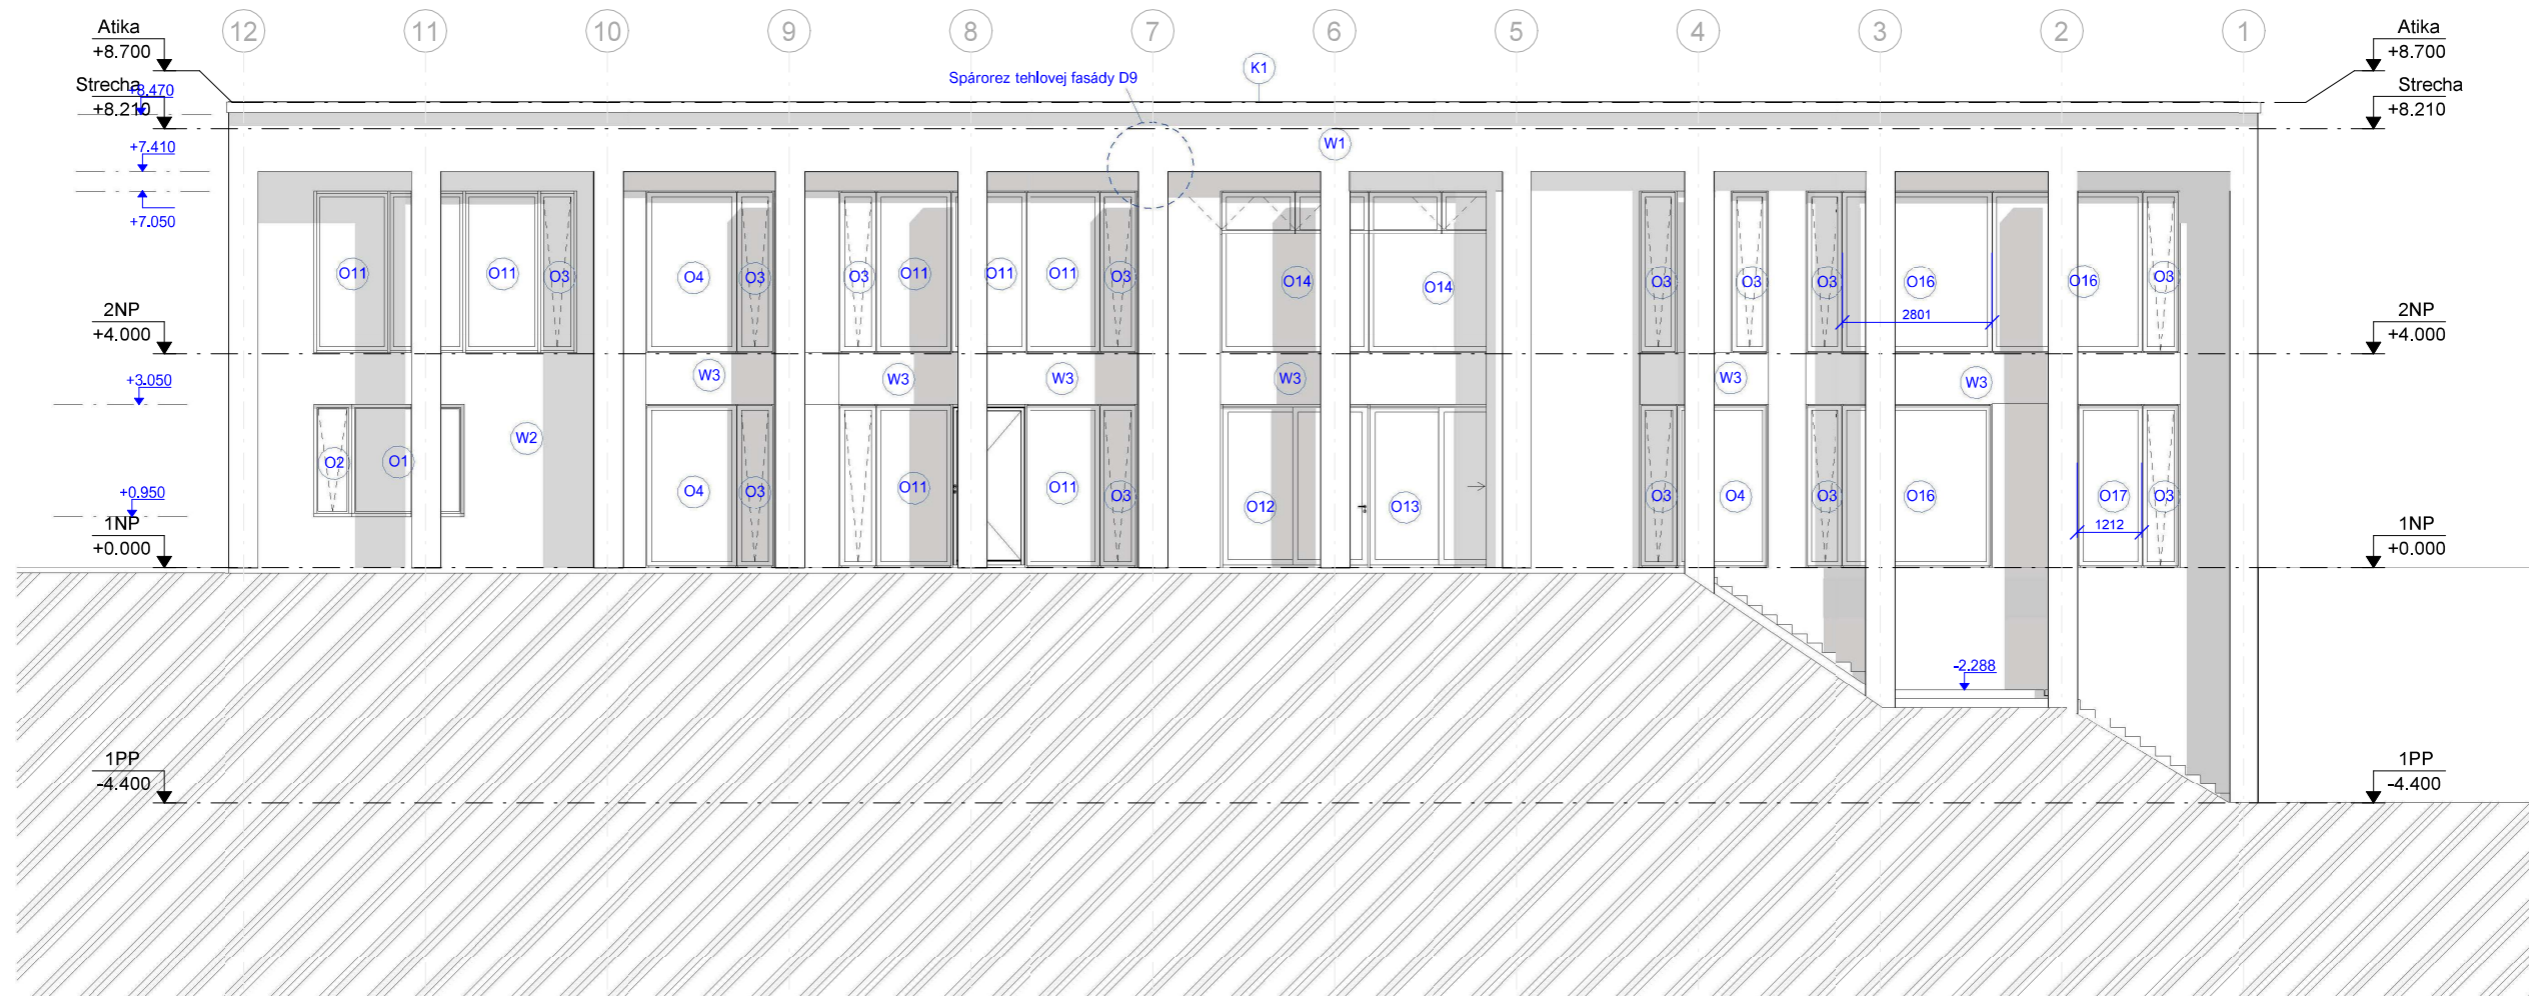 12 11 10 9 8 7 6 5 4 3 2 1
Atika
+8.700
Strecha
+8.470
+8.210
Spárorez tehlovej fasády D9
K1
Atika
+8.700
Strecha
+8.210
+7.410
W1
+7.050
O11 O11 O3 O4 O3 O3 O11 O11 O11 O3 O14 O14 O3 O3 O3 O16 O16 O3
2801
2NP
+4.000
2NP
+4.000
+3.050
W3 W3 W3 W3 W3 W3
W2
O2 O1 O4 O3 O11 O11 O3 O12 O13 O3 O4 O3 O16 O17 O3
1212
+0.950
1NP
+0.000
1NP
+0.000
-2.288
1PP
-4.400
1PP
-4.400